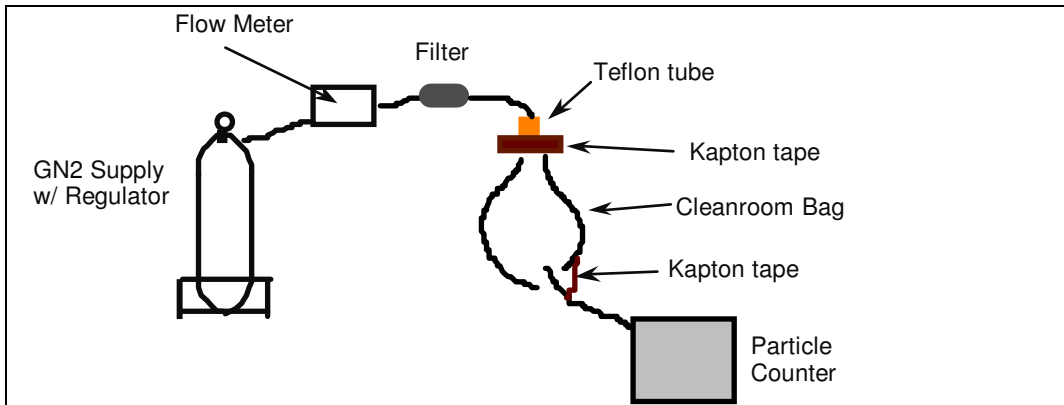 Flow Meter
Filter
Teflon tube
Kapton tape
GN2 Supply
w/ Regulator
Cleanroom Bag
Kapton tape
Particle
Counter